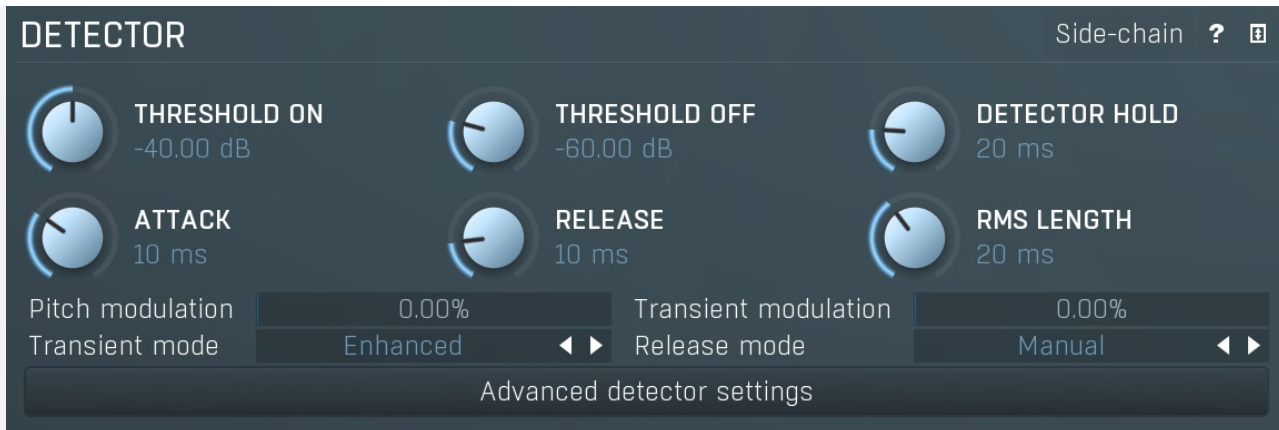 DETECTOR Side-chain ?
THRESHOLD ON THRESHOLD OFF DETECTOR HOLD
-40.00 dB -60.00 dB 20 ms
ATTACK RELEASE RMS LENGTH
10 ms 10 ms 20 ms
Pitch modulation 0.00% Transient modulation 0.00%
Transient mode Enhanced Release mode Manual
Advanced detector settings